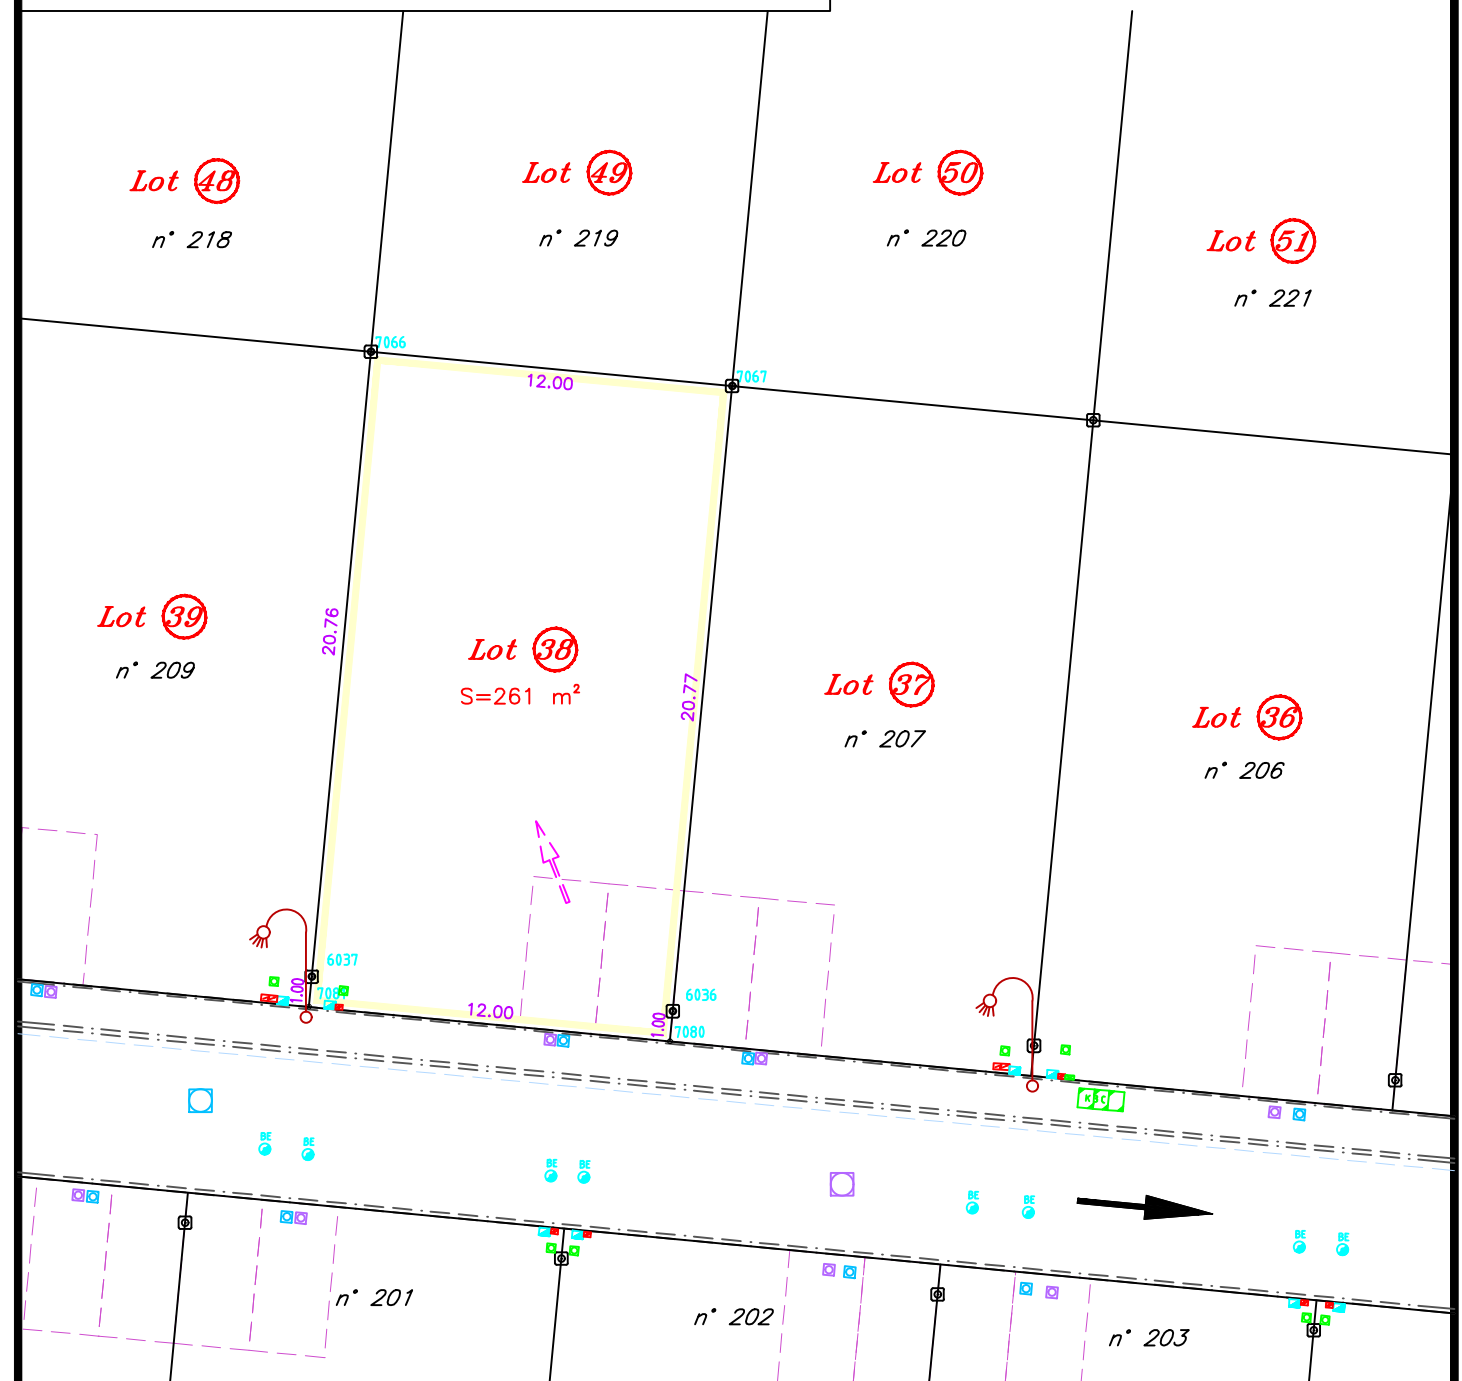 Lot 48
n° 218
Lot 49
n° 219
Lot 50
n° 220
Lot 51
n° 221
7066
12.00
7067
20.76
Lot 39
n° 209
Lot 38
S=261 m²
20.77
Lot 37
n° 207
Lot 36
n° 206
6037
1.00
12.00
6036
1.00
7080
BE
BE
BE
BE
BE
BE
BE
BE
n° 201
n° 202
n° 203